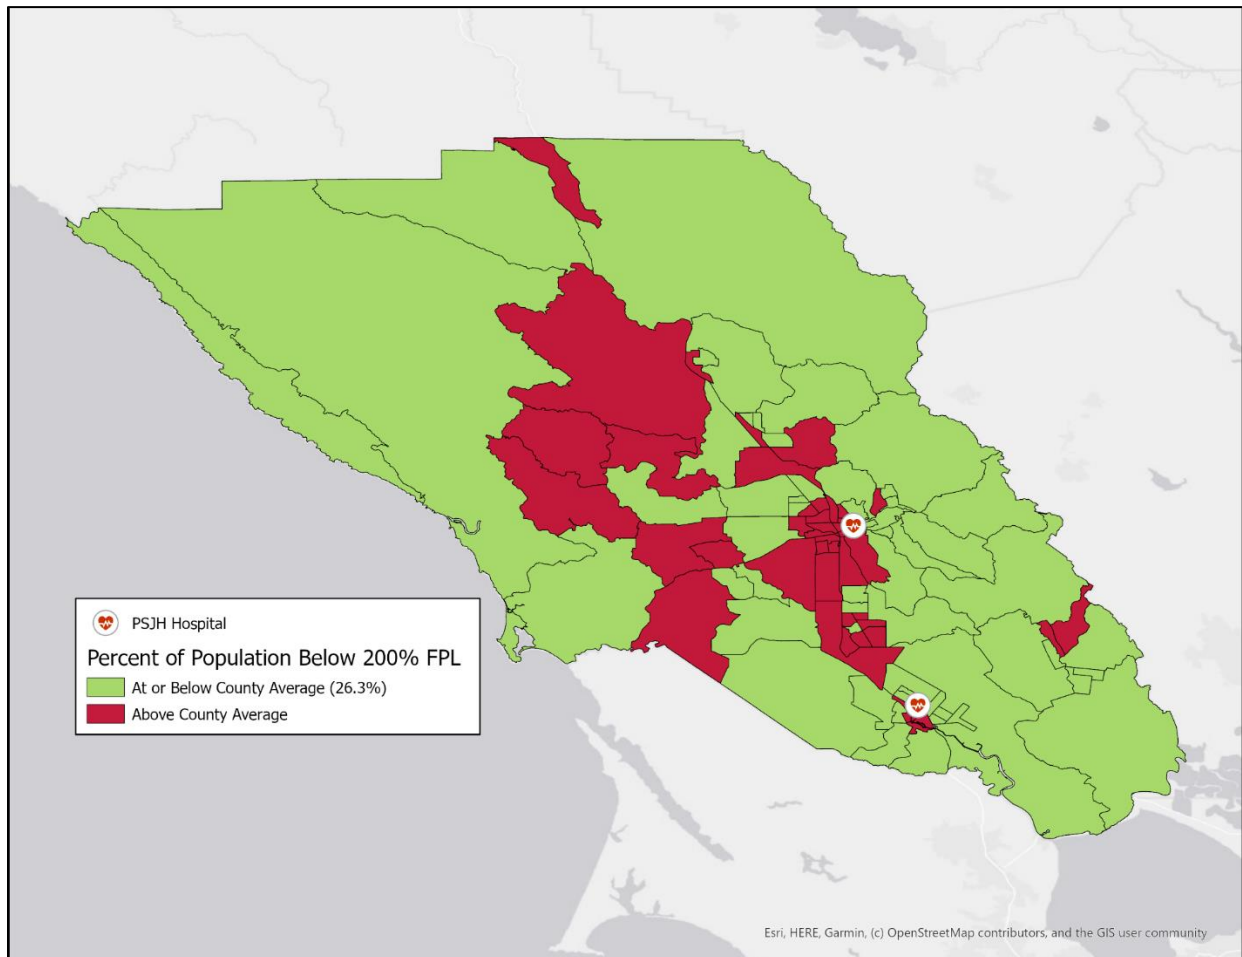 PSJH Hospital
Percent of Population Below 200% FPL
At or Below County Average (26.3%)
Above County Average
Esri, HERE, Garmin, (c) OpenStreetMap contributors, and the GIS user community